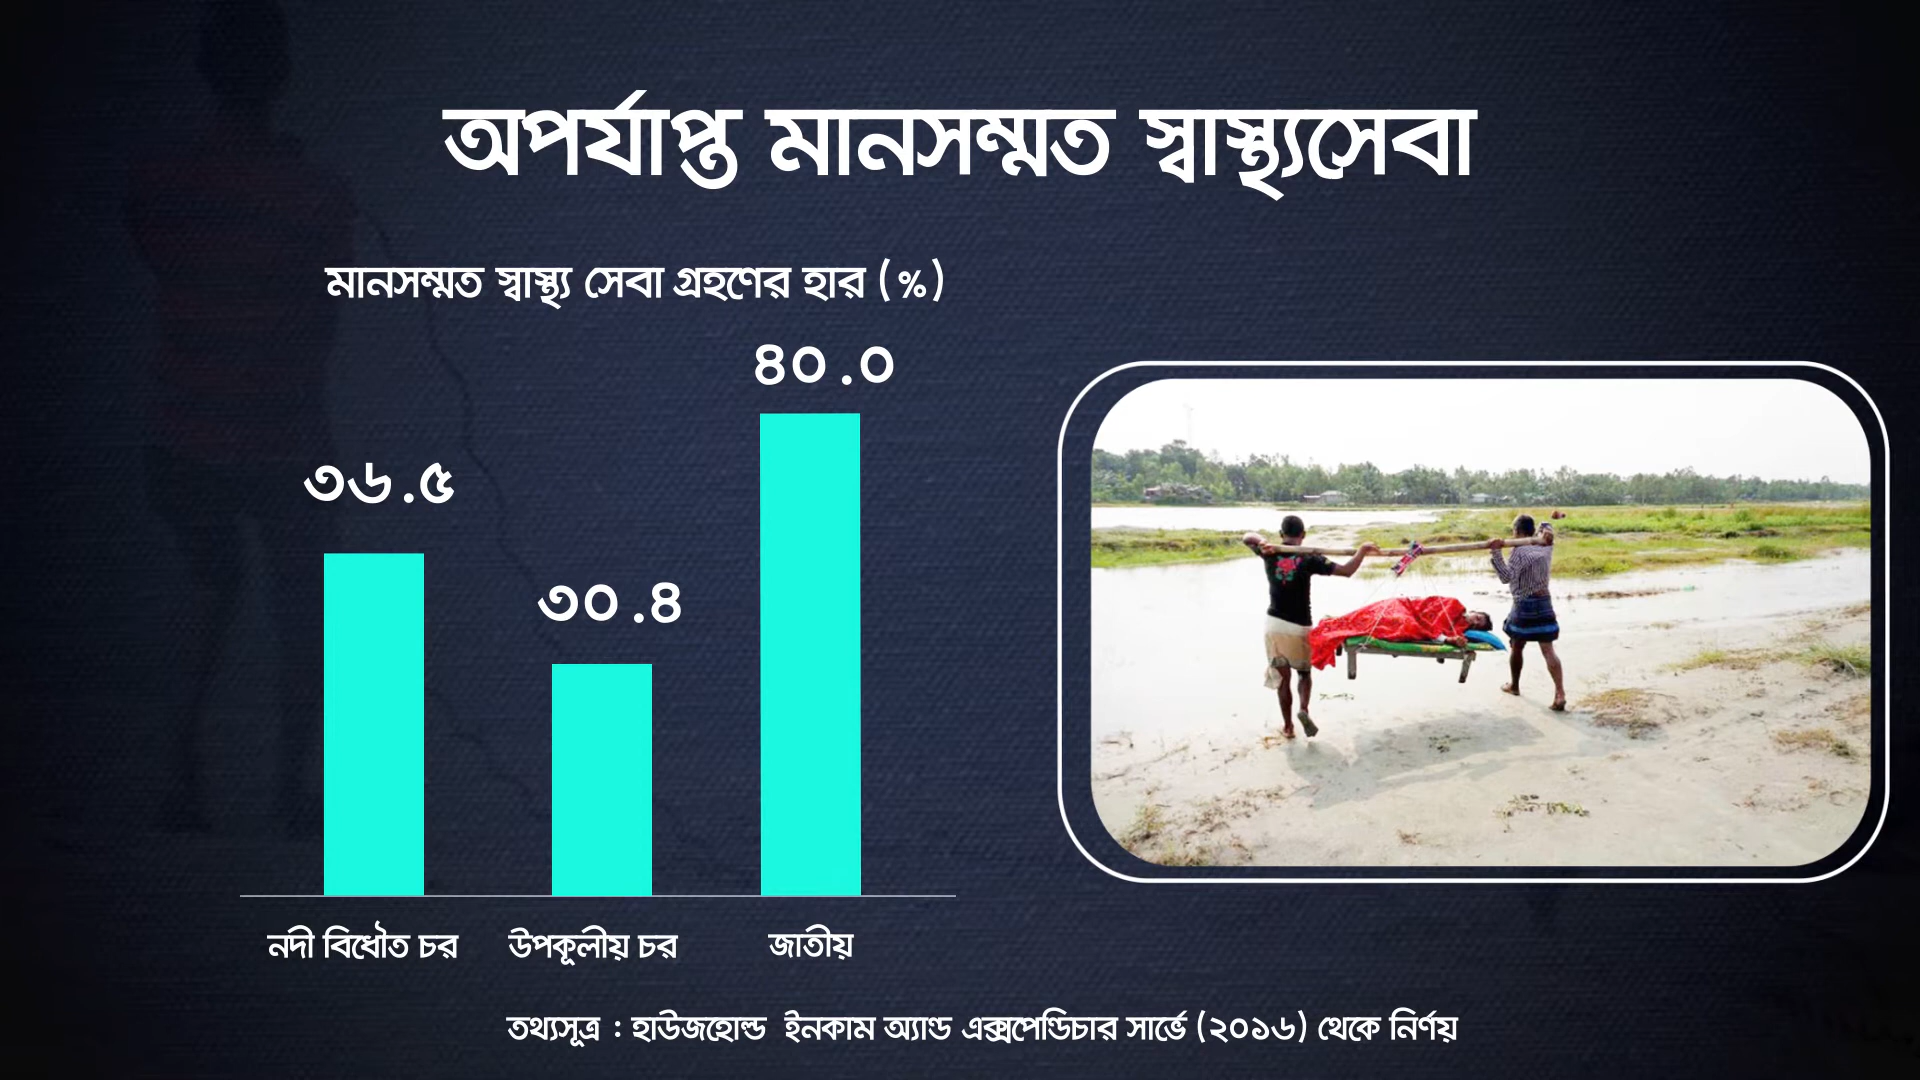 অপর্যাপ্ত মানসম্মত স্বাস্থ্যসেবা
মানসম্মত স্বাস্থ্য সেবা গ্রহণের হার (%)
৪০.০
৩৬.৫
৩০.৪
নদী বিধৌত চর উপকূলীয় চর জাতীয়
তথ্যসূত্র : হাউজহোল্ড ইনকাম অ্যাণ্ড এক্সপেণ্ডিচার সার্ভে (২০১৬) থেকে নির্ণয়